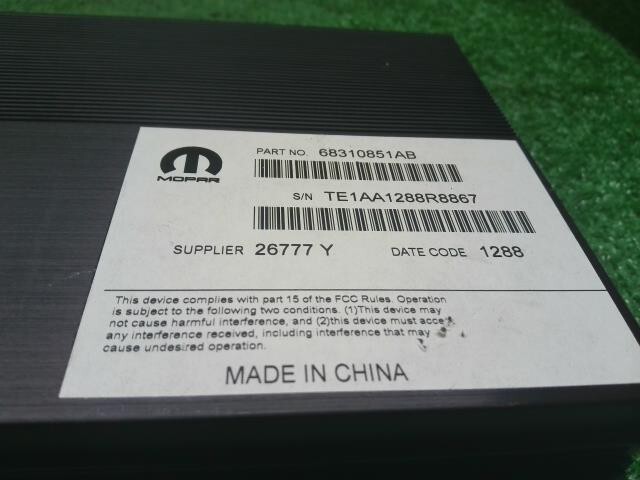 MOPAR
PART NO. 68310851AB
S/N TE1AA1288R8867
SUPPLIER 26777 Y DATE CODE 1288
This device complies with part 15 of the FCC Rules. Operation
is subject to the following two conditions. (1)This device may
not cause harmful interference, and (2)this device must accept
any interference received, including interference that may
cause undesired operation.
MADE IN CHINA